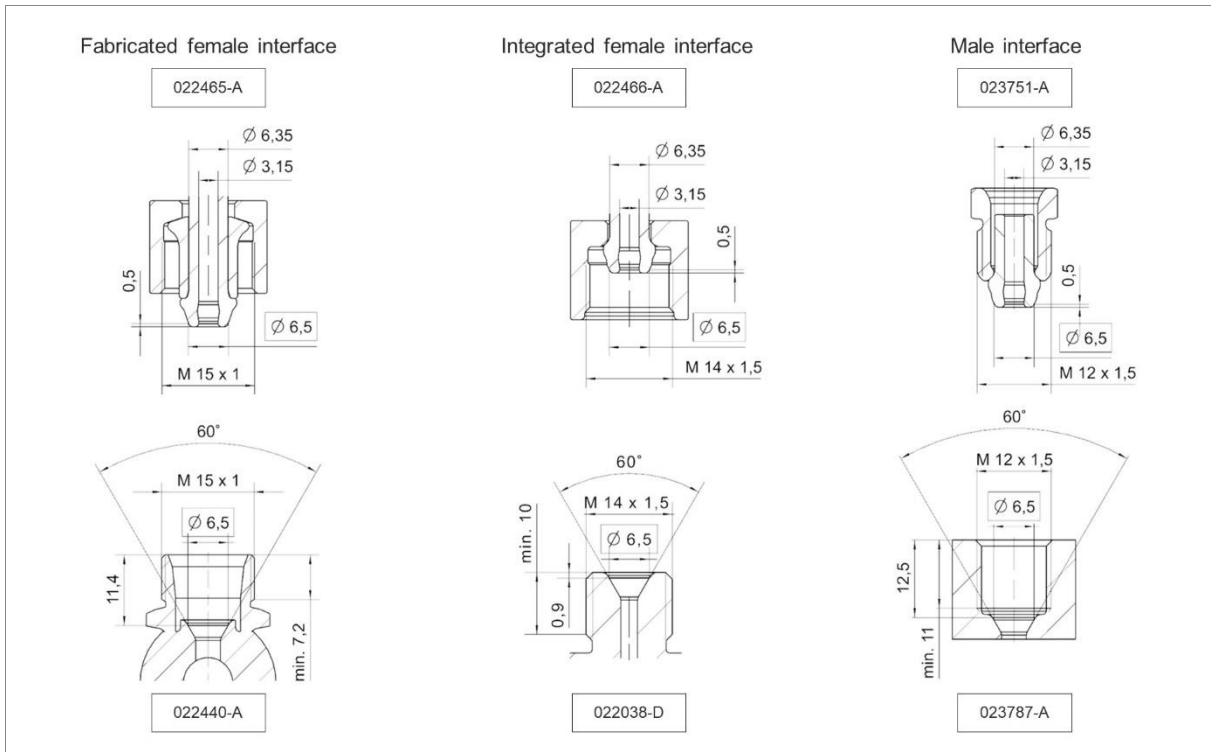 Fabricated female interface
022465-A
Ø 6,35
Ø 3,15
0,5
Ø 6,5
M 15 x 1
60°
M 15 x 1
Ø 6,5
11,4
min. 7,2
022440-A
Integrated female interface
022466-A
Ø 6,35
Ø 3,15
0,5
Ø 6,5
M 14 x 1,5
60°
M 14 x 1,5
min. 10
Ø 6,5
0,9
022038-D
Male interface
023751-A
Ø 6,35
Ø 3,15
0,5
Ø 6,5
M 12 x 1,5
60°
M 12 x 1,5
Ø 6,5
12,5
min. 11
023787-A